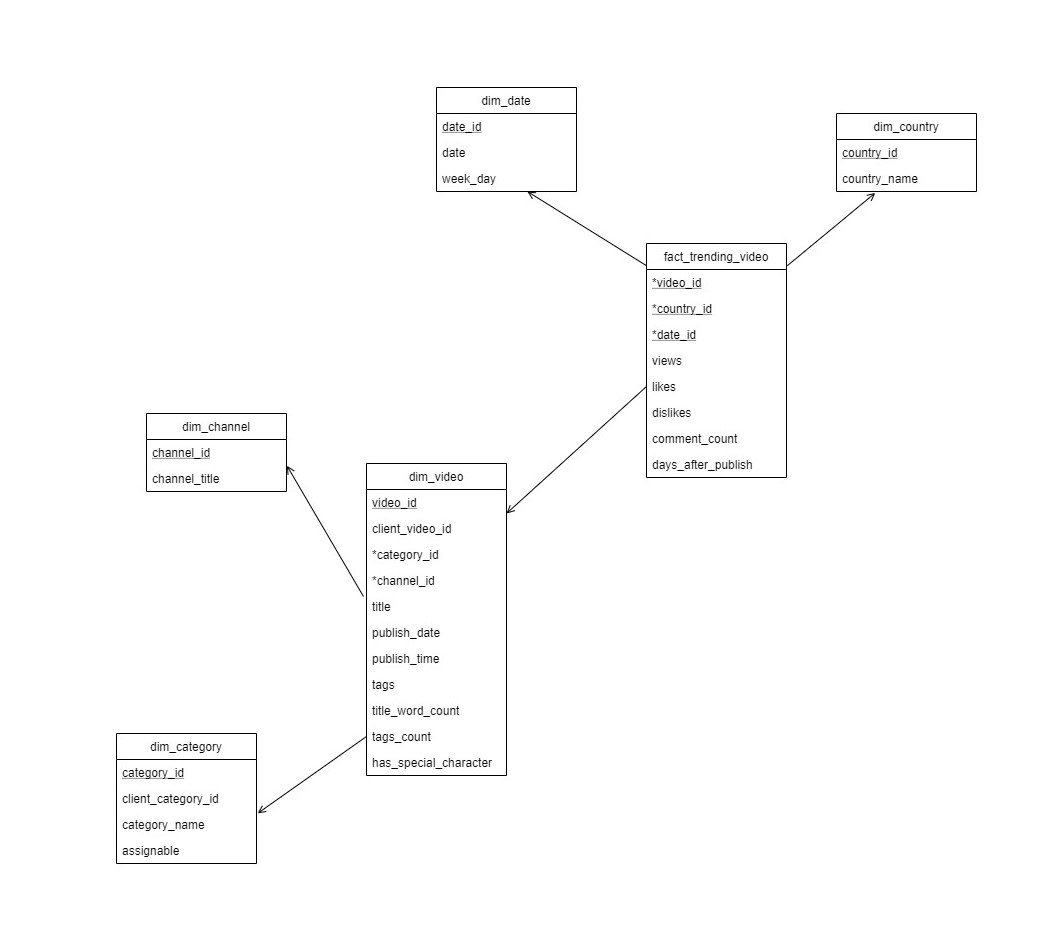 dim_date
date_id
date
week_day
dim_country
country_id
country_name
fact_trending_video
*video_id
*country_id
*date_id
views
likes
dislikes
comment_count
days_after_publish
dim_channel
channel_id
channel_title
dim_video
video_id
client_video_id
*category_id
*channel_id
title
publish_date
publish_time
tags
title_word_count
tags_count
has_special_character
dim_category
category_id
client_category_id
category_name
assignable